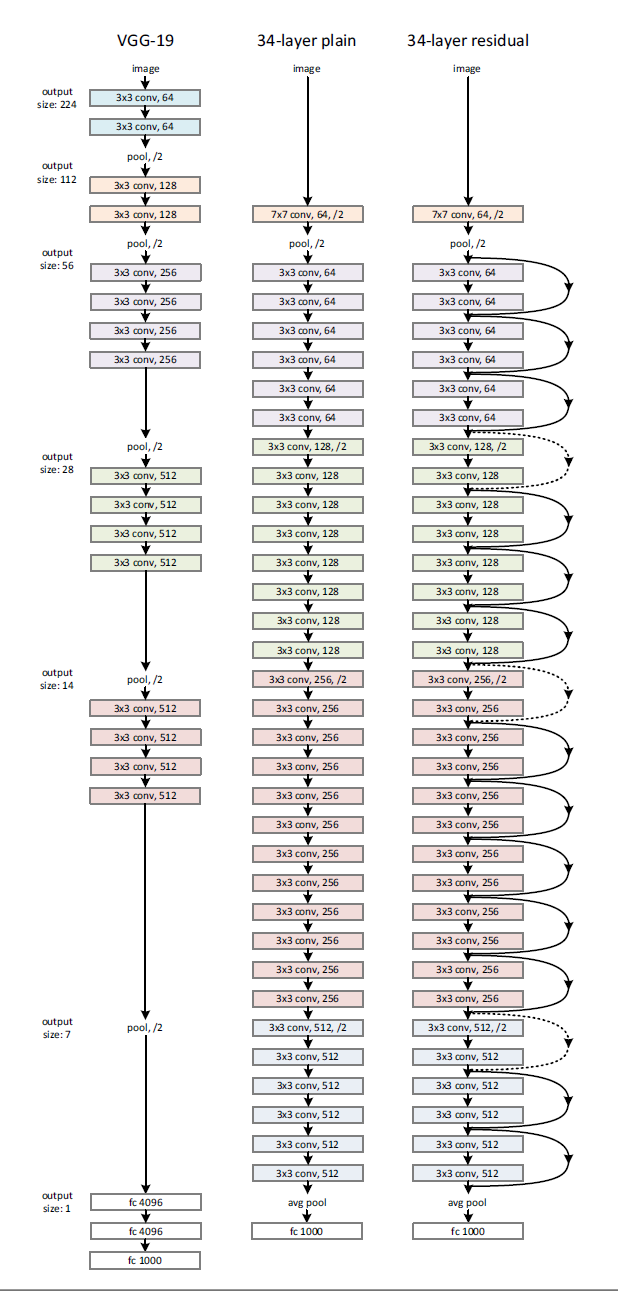 VGG-19
image
output
size: 224
3x3 conv, 64
3x3 conv, 64
pool, /2
output
size: 112
3x3 conv, 128
3x3 conv, 128
pool, /2
output
size: 56
3x3 conv, 256
3x3 conv, 256
3x3 conv, 256
3x3 conv, 256
pool, /2
output
size: 28
3x3 conv, 512
3x3 conv, 512
3x3 conv, 512
3x3 conv, 512
pool, /2
output
size: 14
3x3 conv, 512
3x3 conv, 512
3x3 conv, 512
3x3 conv, 512
output
size: 7
pool, /2
output
size: 1
fc 4096
fc 4096
fc 1000
34-layer plain
image
7x7 conv, 64, /2
pool, /2
3x3 conv, 64
3x3 conv, 64
3x3 conv, 64
3x3 conv, 64
3x3 conv, 64
3x3 conv, 64
3x3 conv, 128, /2
3x3 conv, 128
3x3 conv, 128
3x3 conv, 128
3x3 conv, 128
3x3 conv, 128
3x3 conv, 128
3x3 conv, 128
3x3 conv, 256, /2
3x3 conv, 256
3x3 conv, 256
3x3 conv, 256
3x3 conv, 256
3x3 conv, 256
3x3 conv, 256
3x3 conv, 256
3x3 conv, 256
3x3 conv, 256
3x3 conv, 256
3x3 conv, 256
3x3 conv, 512, /2
3x3 conv, 512
3x3 conv, 512
3x3 conv, 512
3x3 conv, 512
3x3 conv, 512
avg pool
fc 1000
34-layer residual
image
7x7 conv, 64, /2
pool, /2
3x3 conv, 64
3x3 conv, 64
3x3 conv, 64
3x3 conv, 64
3x3 conv, 64
3x3 conv, 64
3x3 conv, 128, /2
3x3 conv, 128
3x3 conv, 128
3x3 conv, 128
3x3 conv, 128
3x3 conv, 128
3x3 conv, 128
3x3 conv, 128
3x3 conv, 256, /2
3x3 conv, 256
3x3 conv, 256
3x3 conv, 256
3x3 conv, 256
3x3 conv, 256
3x3 conv, 256
3x3 conv, 256
3x3 conv, 256
3x3 conv, 256
3x3 conv, 256
3x3 conv, 256
3x3 conv, 512, /2
3x3 conv, 512
3x3 conv, 512
3x3 conv, 512
3x3 conv, 512
3x3 conv, 512
avg pool
fc 1000